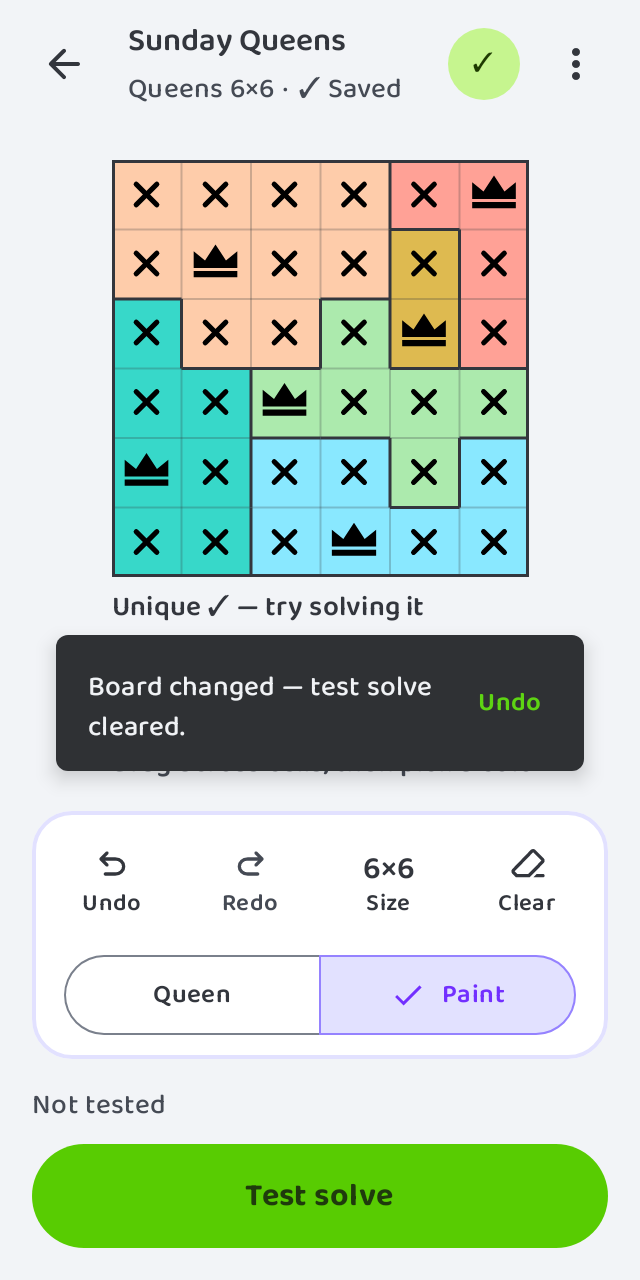 Sunday Queens
Queens 6×6 · ✓ Saved
✓
Unique ✓ — try solving it
Board changed — test solve
cleared.
Undo
Undo
Redo
6×6
Size
Clear
Queen
Paint
Not tested
Test solve